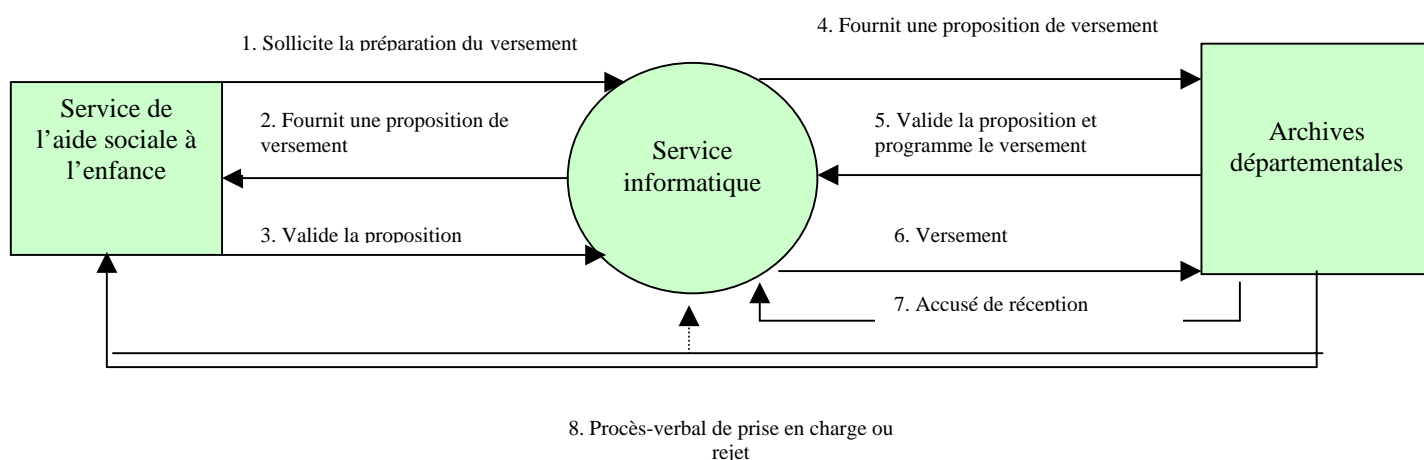 1. Sollicite la préparation du versement
4. Fournit une proposition de versement
Service de
l'aide sociale à
l'enfance
2. Fournit une proposition de
versement
Service
informatique
5. Valide la proposition et
programme le versement
Archives
départementales
3. Valide la proposition
6. Versement
7. Accusé de réception
8. Procès-verbal de prise en charge ou
rejet